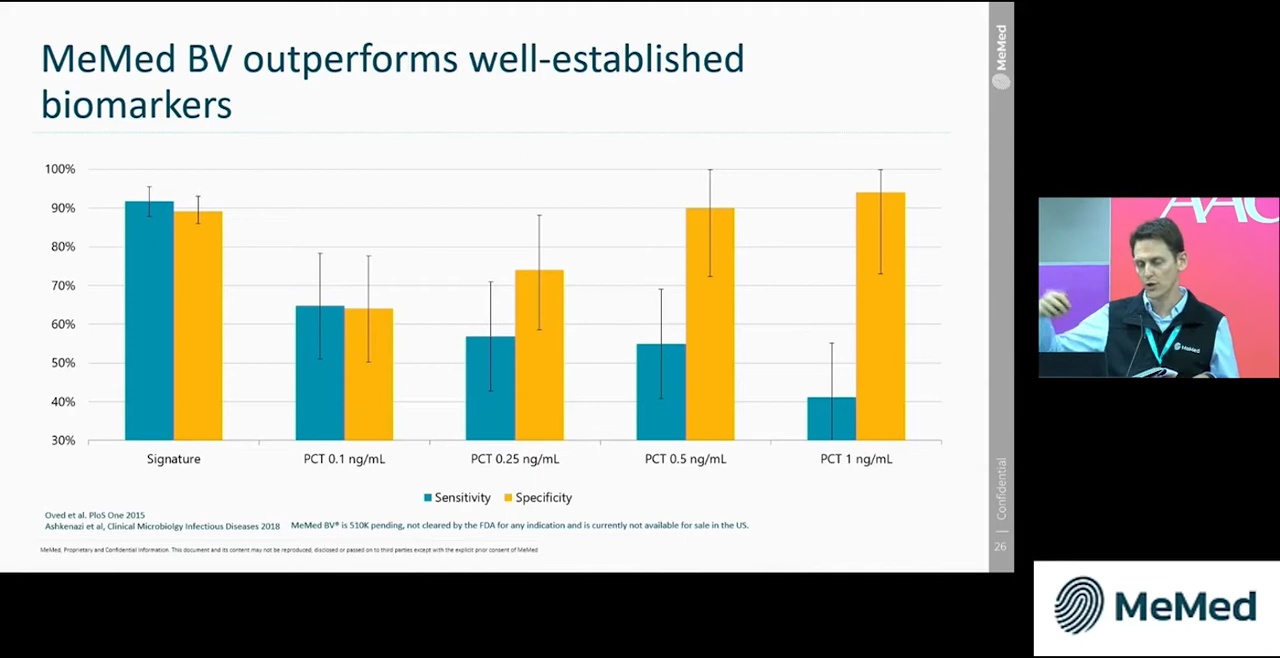 MeMed BV outperforms well-established
biomarkers
100%
90%
80%
70%
60%
50%
40%
30%
Signature
PCT 0.1 ng/mL
PCT 0.25 ng/mL
PCT 0.5 ng/mL
PCT 1 ng/mL
Sensitivity
Specificity
Oved et al. PloS One 2015
Ashkenazi et al, Clinical Microbiolgy Infectious Diseases 2018
MeMed BV® is 510K pending, not cleared by the FDA for any indication and is currently not available for sale in the US.
MeMed, Proprietary and Confidential Information. This document and its content may not be reproduced, disclosed or passed on to third parties except with the explicit prior consent of MeMed
MeMed
Confidential
26
AAC
MeMed
MeMed